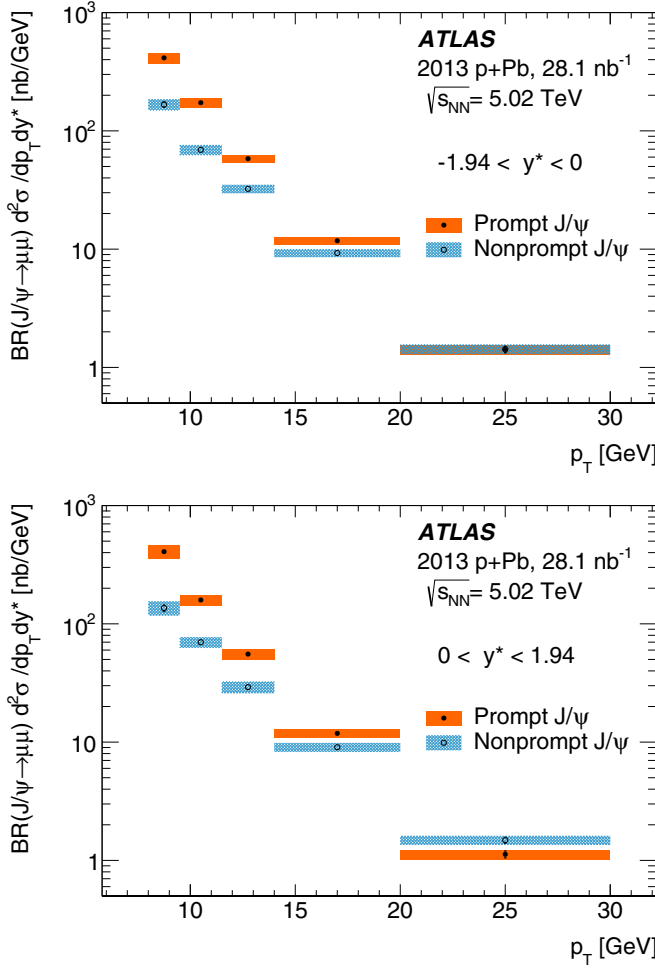 BR(J/ψ→μμ) d²σ /dp_T dy* [nb/GeV]
10³
10²
10
1
ATLAS
2013 p+Pb, 28.1 nb⁻¹
√s_NN = 5.02 TeV
-1.94 < y* < 0
Prompt J/ψ
Nonprompt J/ψ
10 15 20 25 30
p_T [GeV]
BR(J/ψ→μμ) d²σ /dp_T dy* [nb/GeV]
10³
10²
10
1
ATLAS
2013 p+Pb, 28.1 nb⁻¹
√s_NN = 5.02 TeV
0 < y* < 1.94
Prompt J/ψ
Nonprompt J/ψ
10 15 20 25 30
p_T [GeV]